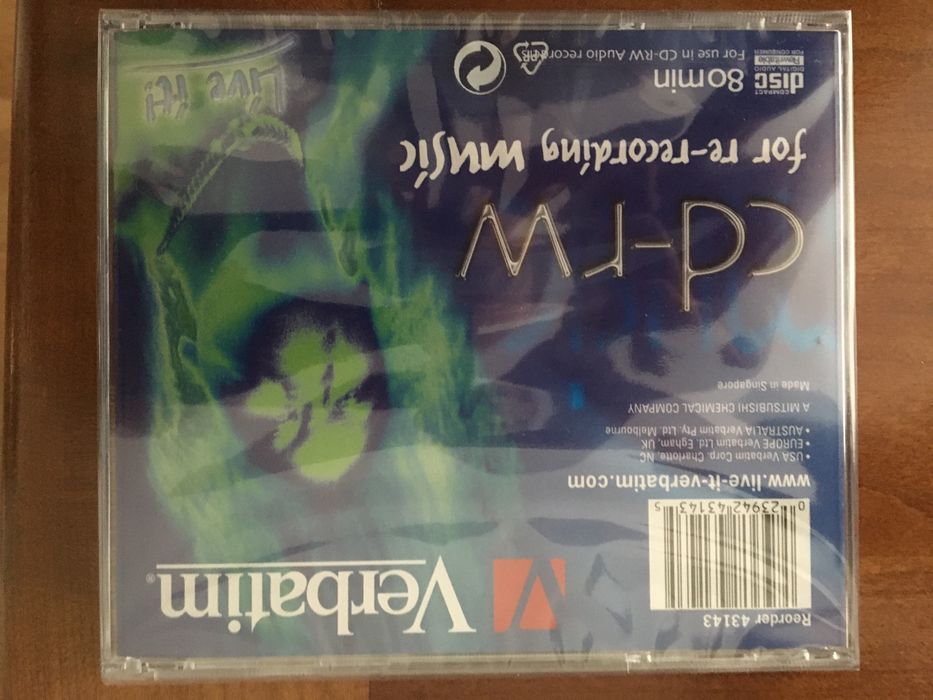 Reorder 43143
0 23942 43143 5
Verbatim®
www.live-it-verbatim.com
• USA Verbatim Corp. Charlotte, NC
• EUROPE Verbatim Ltd. Egham, UK,
• AUSTRALIA Verbatim Pty. Ltd. Melbourne
A MITSUBISHI CHEMICAL COMPANY
Made in Singapore
cd-rw
for re-recording music
COMPACT
disc
DIGITAL AUDIO
Rewritable
FOR CONSUMER
80min
For use in CD-RW Audio recorders
Live it!